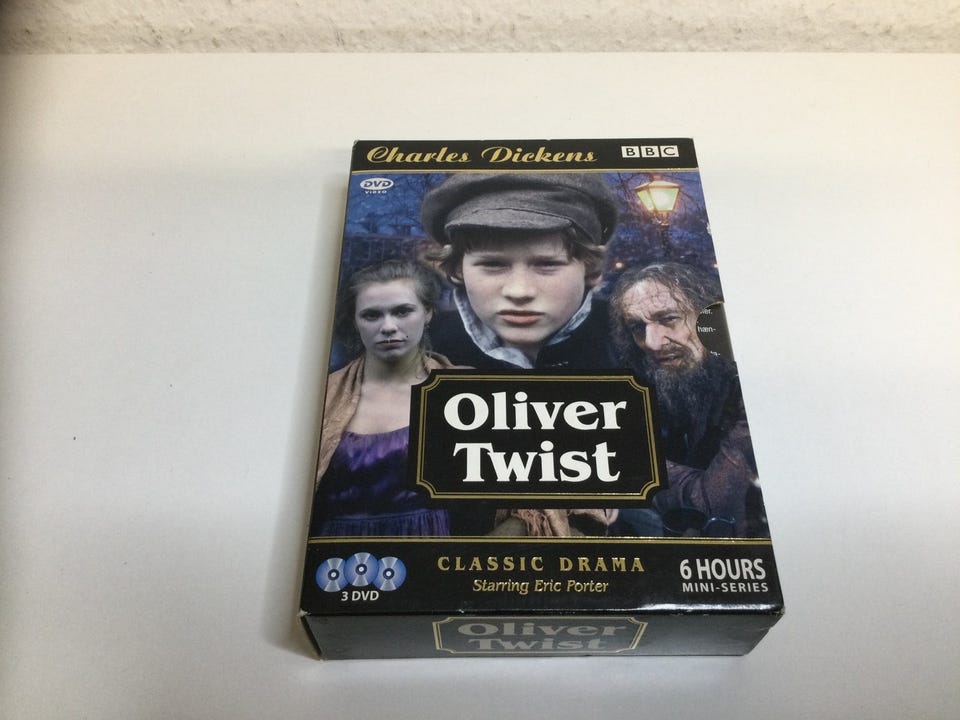 Charles Dickens BBC
DVD
VIDEO
hæn-
Oliver
Twist
CLASSIC DRAMA
Starring Eric Porter
3 DVD
6 HOURS
MINI-SERIES
Oliver
Twist